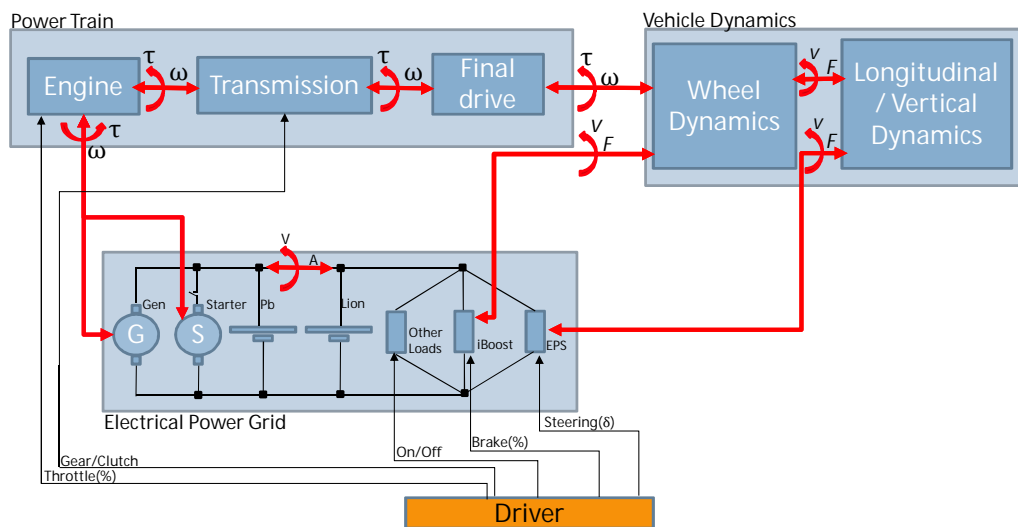 Power Train
Vehicle Dynamics
Engine
τ
ω
Transmission
τ
ω
Final
drive
τ
ω
Wheel
Dynamics
v
F
Longitudinal
/ Vertical
Dynamics
τ
ω
v
F
v
F
V
A
Gen
Starter
Pb
Lion
G
S
Other
Loads
iBoost
EPS
Electrical Power Grid
Steering(δ)
Brake(%)
On/Off
Gear/Clutch
Throttle(%)
Driver